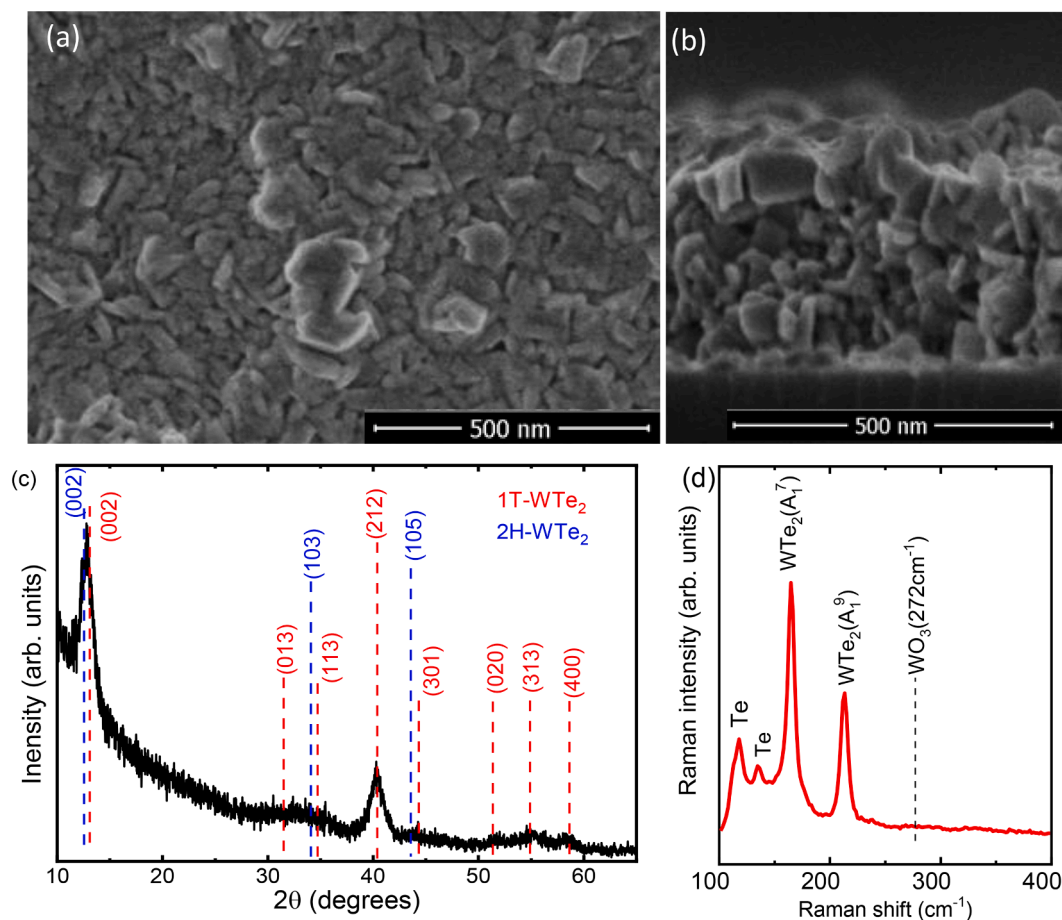 (a)
500 nm
(b)
500 nm
(c)
Inensity (arb. units)
(002)
(002)
(013)
(103)
(113)
(212)
(105)
(301)
(020)
(313)
(400)
1T-WTe₂
2H-WTe₂
10 20 30 40 50 60
2θ (degrees)
(d)
Raman intensity (arb. units)
Te
Te
WTe₂(A₁⁷)
WTe₂(A₁⁹)
WO₃(272cm⁻¹)
100 200 300 400
Raman shift (cm⁻¹)